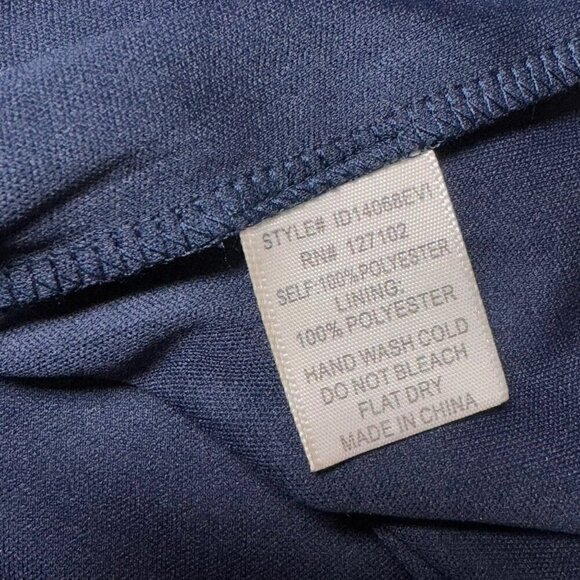 STYLE# ID14068EVI
RN# 127102
SELF 100% POLYESTER
LINING:
100% POLYESTER
HAND WASH COLD
DO NOT BLEACH
FLAT DRY
MADE IN CHINA